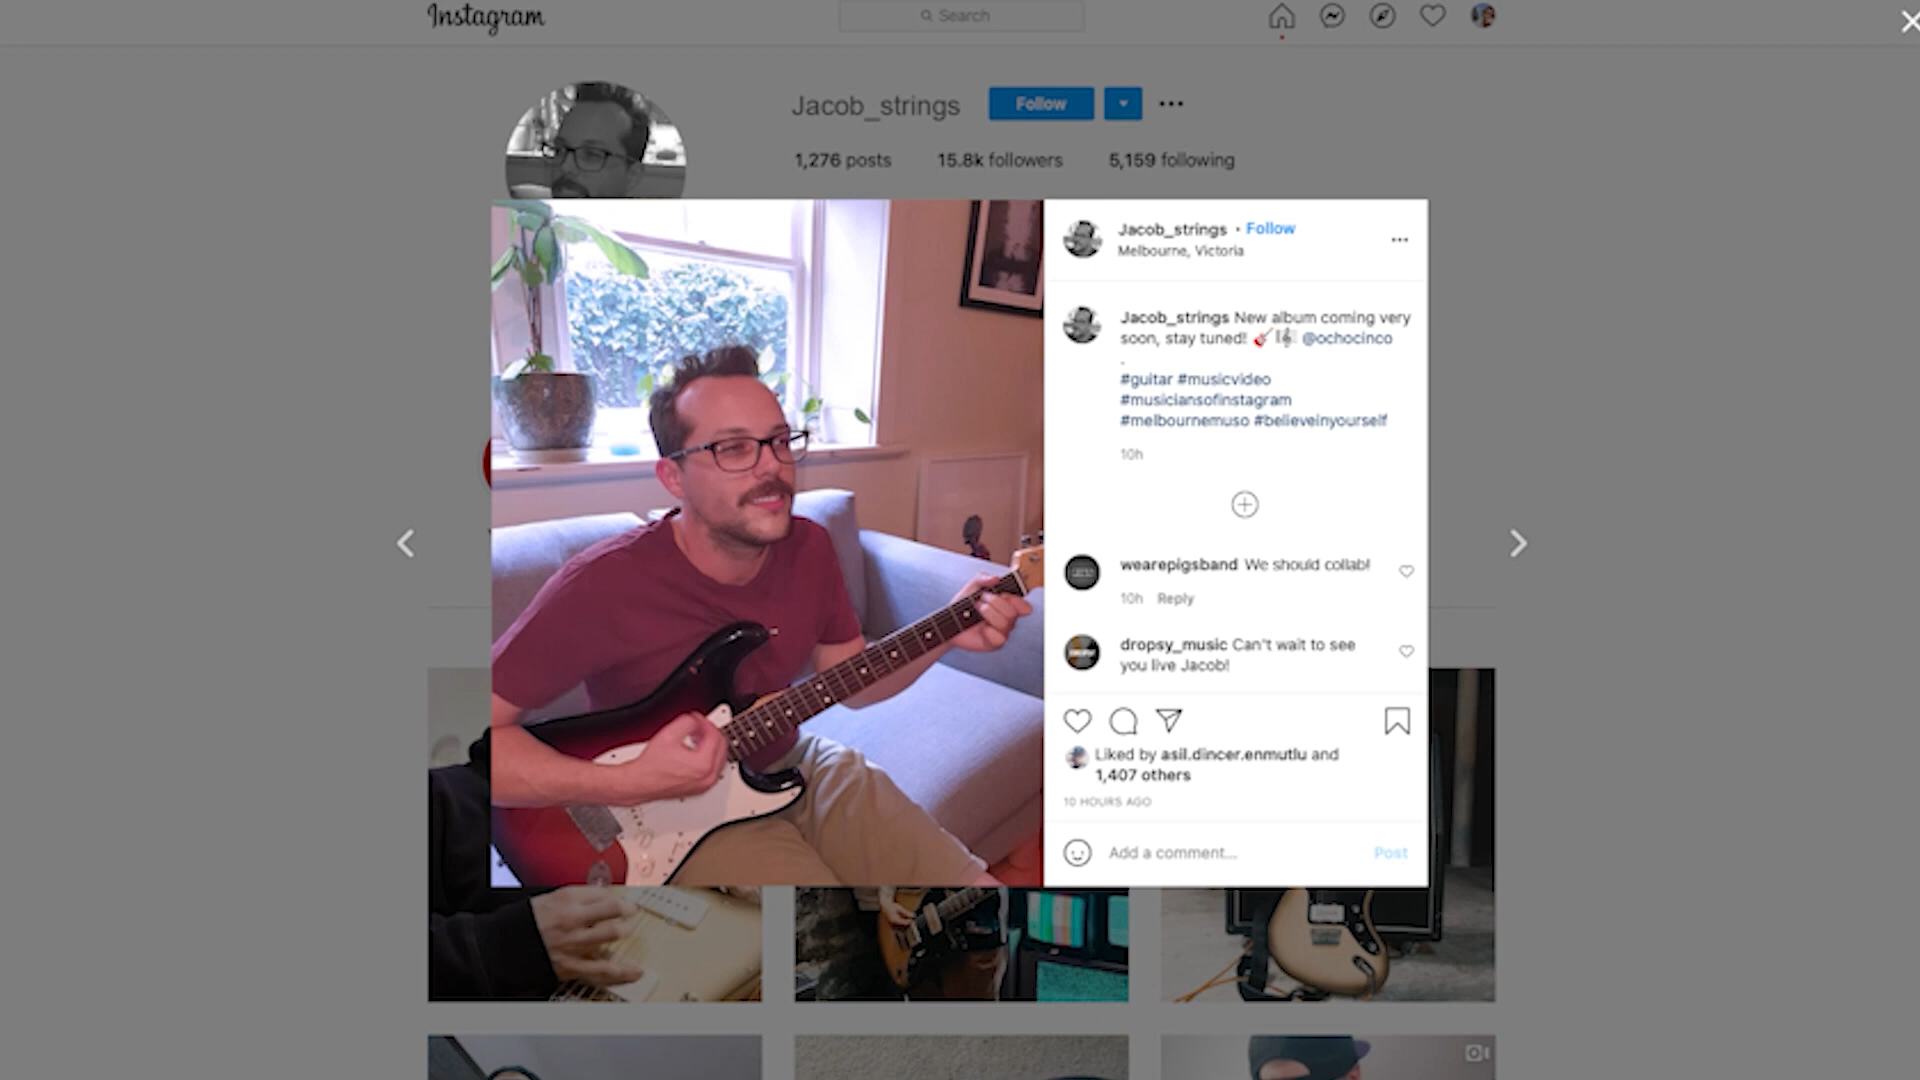 Instagram
Search
Jacob_strings Follow
1,276 posts 15.8k followers 5,159 following
Jacob_strings • Follow
Melbourne, Victoria
Jacob_strings New album coming very
soon, stay tuned! 🎸🎼 @ochocinco
.
#guitar #musicvideo
#musiciansofinstagram
#melbournemuso #believeinyourself
10h
wearepigsband We should collab!
10h Reply
dropsy_music Can't wait to see
you live Jacob!
Liked by asil.dincer.enmutlu and
1,407 others
10 HOURS AGO
Add a comment... Post